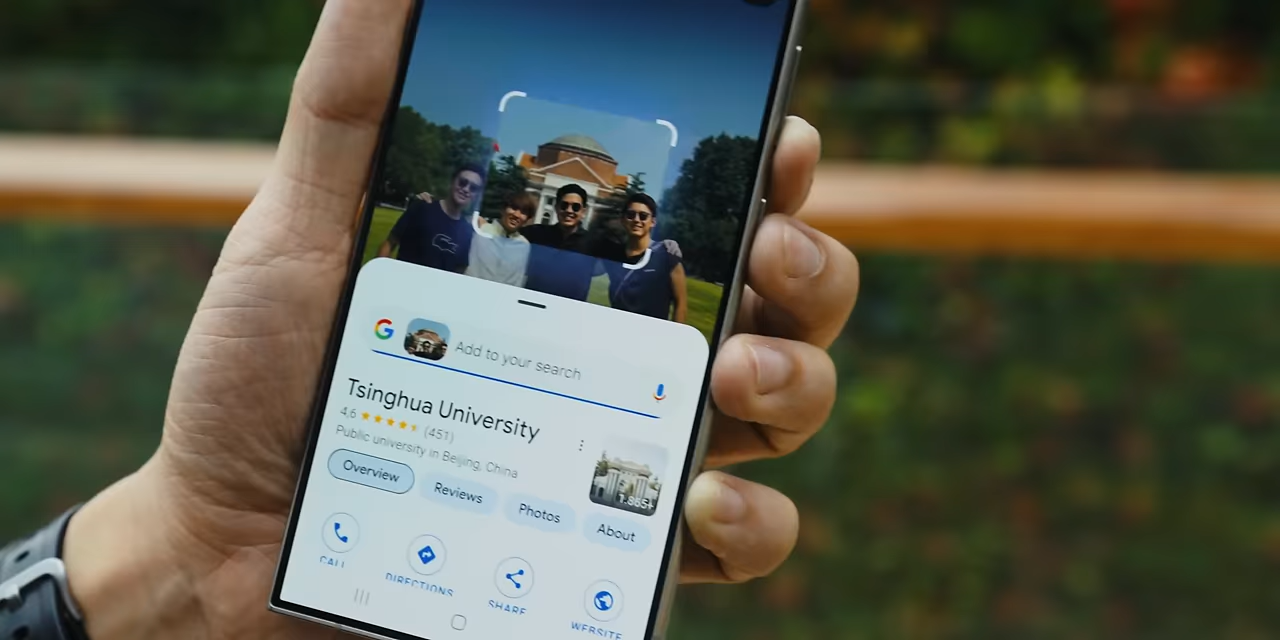 Add to your search
Tsinghua University
4,6 (451)
Public university in Beijing, China
Overview Reviews Photos About
CALL DIRECTIONS SHARE WEBSITE